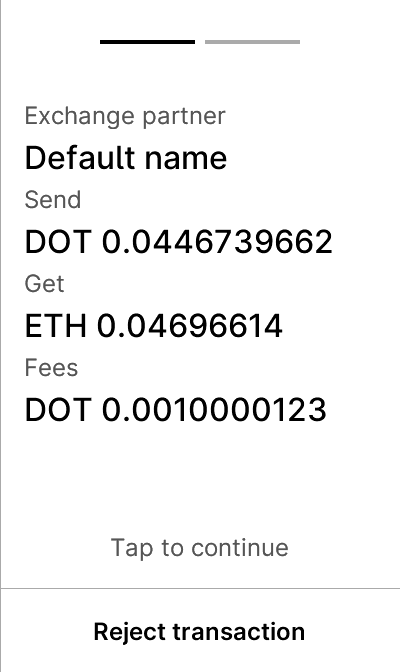 Exchange partner
Default name
Send
DOT 0.0446739662
Get
ETH 0.04696614
Fees
DOT 0.0010000123
Tap to continue
Reject transaction